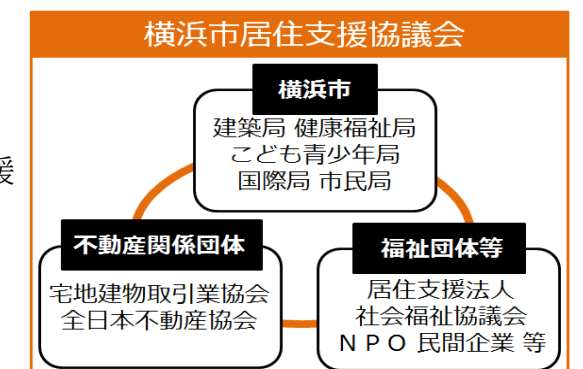 横浜市居住支援協議会
横浜市
建築局 健康福祉局
こども青少年局
国際局 市民局
援
不動産関係団体
宅地建物取引業協会
全日本不動産協会
福祉団体等
居住支援法人
社会福祉協議会
ＮＰＯ 民間企業 等